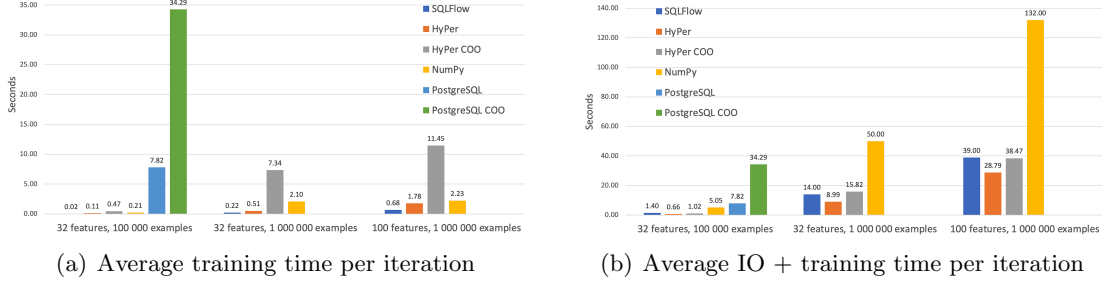 35.00
30.00
25.00
20.00
15.00
10.00
5.00
0.00
Seconds
34.29
7.82
0.02
0.11
0.47
0.21
0.22
0.51
7.34
2.10
0.68
1.78
11.45
2.23
SQLFlow
HyPer
HyPer COO
NumPy
PostgreSQL
PostgreSQL COO
32 features, 100 000 examples
32 features, 1 000 000 examples
100 features, 1 000 000 examples
(a) Average training time per iteration
140.00
120.00
100.00
80.00
60.00
40.00
20.00
0.00
Seconds
SQLFlow
HyPer
HyPer COO
NumPy
PostgreSQL
PostgreSQL COO
1.40
0.66
1.02
5.05
7.82
34.29
14.00
8.99
15.82
50.00
39.00
28.79
38.47
132.00
32 features, 100 000 examples
32 features, 1 000 000 examples
100 features, 1 000 000 examples
(b) Average IO + training time per iteration